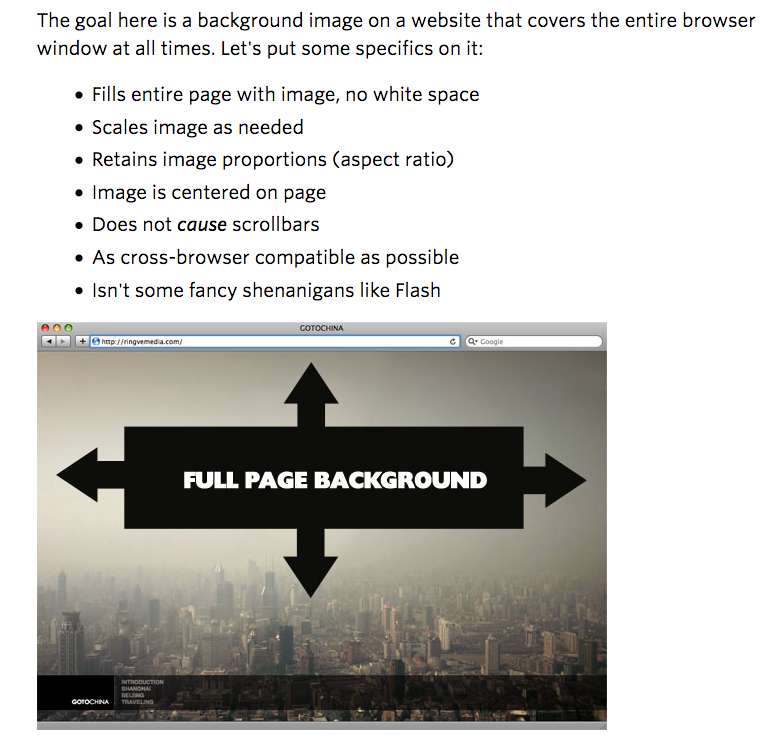 The goal here is a background image on a website that covers the entire browser
window at all times. Let's put some specifics on it:
• Fills entire page with image, no white space
• Scales image as needed
• Retains image proportions (aspect ratio)
• Image is centered on page
• Does not cause scrollbars
• As cross-browser compatible as possible
• Isn't some fancy shenanigans like Flash
GOTOCHINA
http://ringvemedia.com/
Google
FULL PAGE BACKGROUND
INTRODUCTION
SHANGHAI
BEIJING
GOTOCHINA TRAVELING